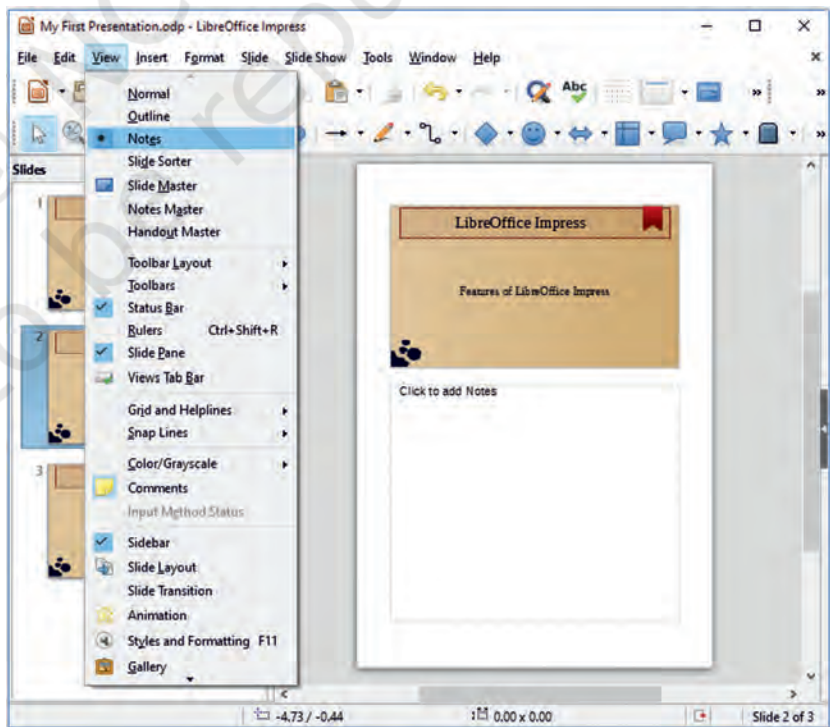 My First Presentation.odp - LibreOffice Impress
File Edit View Insert Format Slide Slide Show Tools Window Help
Abc
Normal
Outline
Notes
Slide Sorter
Slide Master
Notes Master
Handout Master
Toolbar Layout
Toolbars
Status Bar
Rulers Ctrl+Shift+R
Slide Pane
Views Tab Bar
Grid and Helplines
Snap Lines
Color/Grayscale
Comments
Input Method Status
Sidebar
Slide Layout
Slide Transition
Animation
Styles and Formatting F11
Gallery
Slides
1
2
3
LibreOffice Impress
Features of LibreOffice Impress
Click to add Notes
-4.73 / -0.44
0.00 x 0.00
Slide 2 of 3